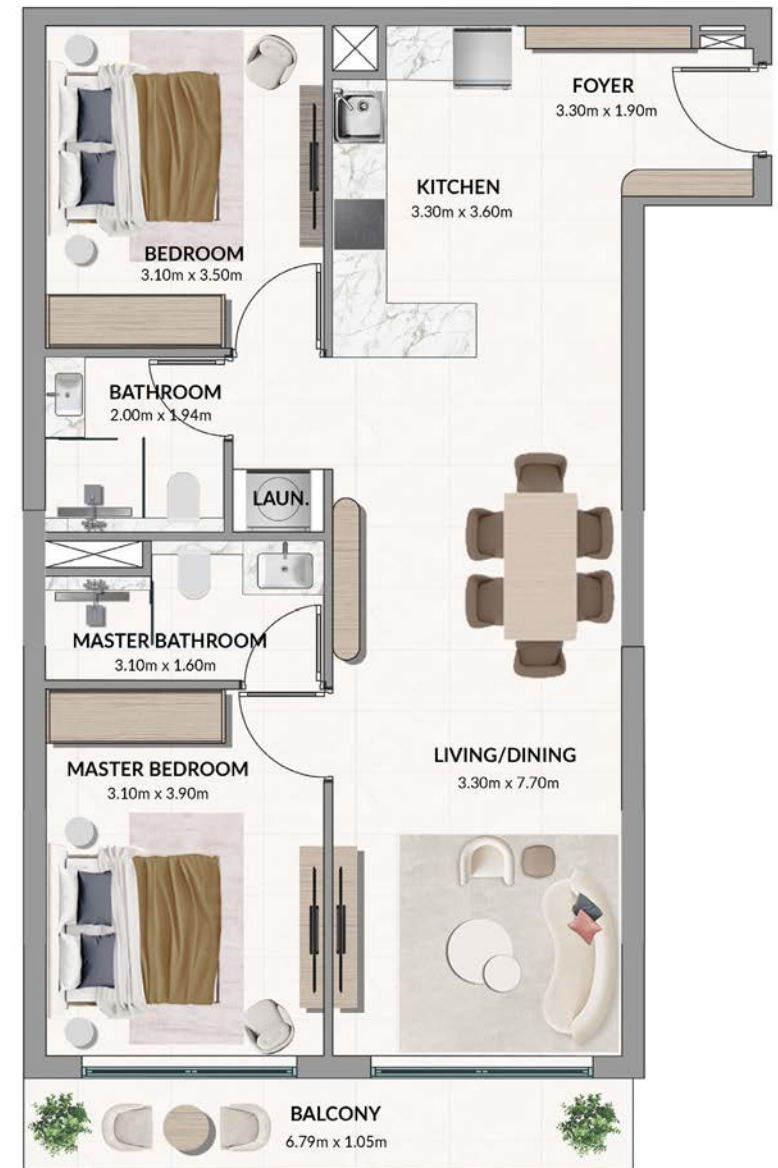 FOYER
3.30m x 1.90m
KITCHEN
3.30m x 3.60m
BEDROOM
3.10m x 3.50m
BATHROOM
2.00m x 1.94m
LAUN.
MASTER BATHROOM
3.10m x 1.60m
MASTER BEDROOM
3.10m x 3.90m
LIVING/DINING
3.30m x 7.70m
BALCONY
6.79m x 1.05m